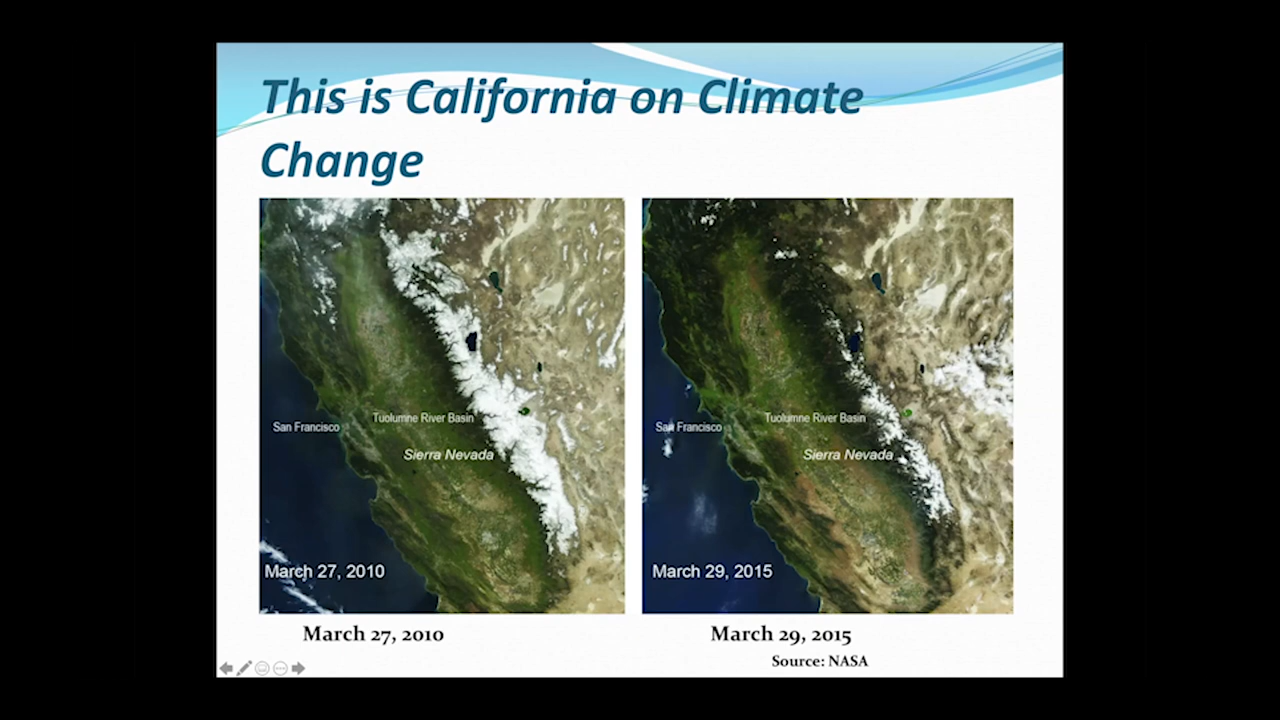 This is California on Climate
Change
Tuolumne River Basin
San Francisco
Sierra Nevada
March 27, 2010
Tuolumne River Basin
San Francisco
Sierra Nevada
March 29, 2015
March 27, 2010
March 29, 2015
Source: NASA